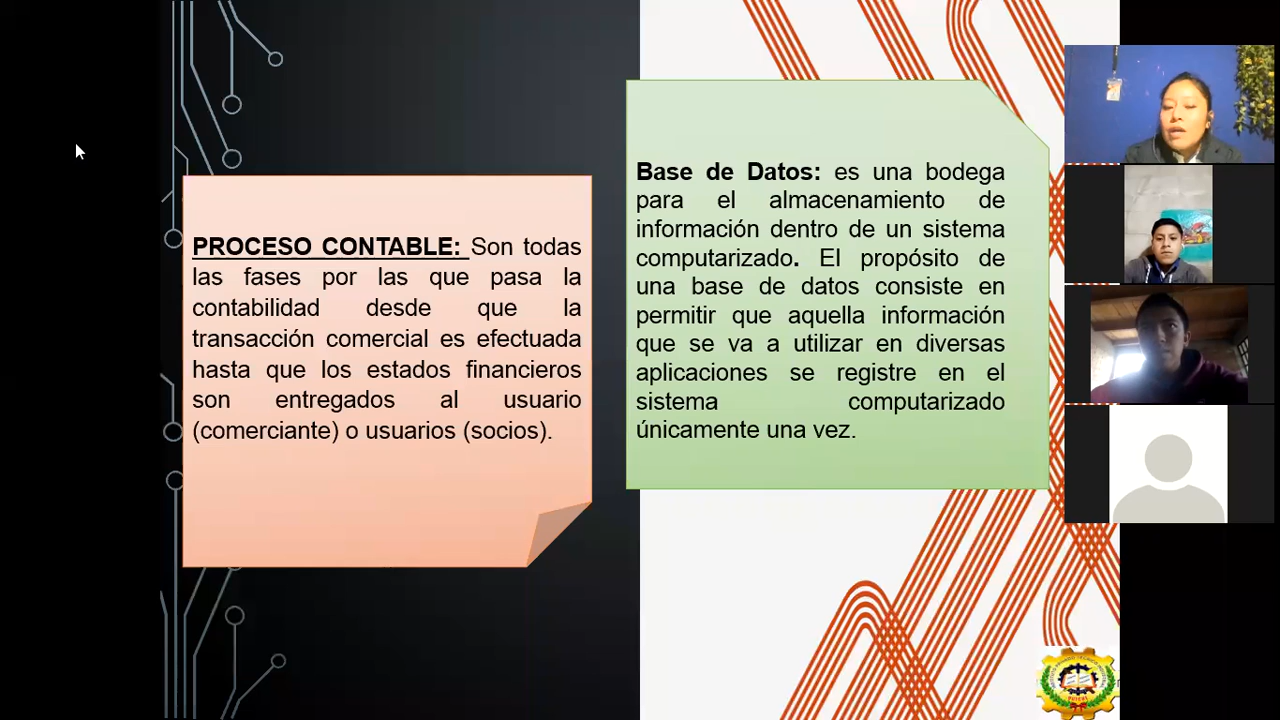 PROCESO CONTABLE: Son todas
las fases por las que pasa la
contabilidad desde que la
transacción comercial es efectuada
hasta que los estados financieros
son entregados al usuario
(comerciante) o usuarios (socios).
Base de Datos: es una bodega
para el almacenamiento de
información dentro de un sistema
computarizado. El propósito de
una base de datos consiste en
permitir que aquella información
que se va a utilizar en diversas
aplicaciones se registre en el
sistema computarizado
únicamente una vez.